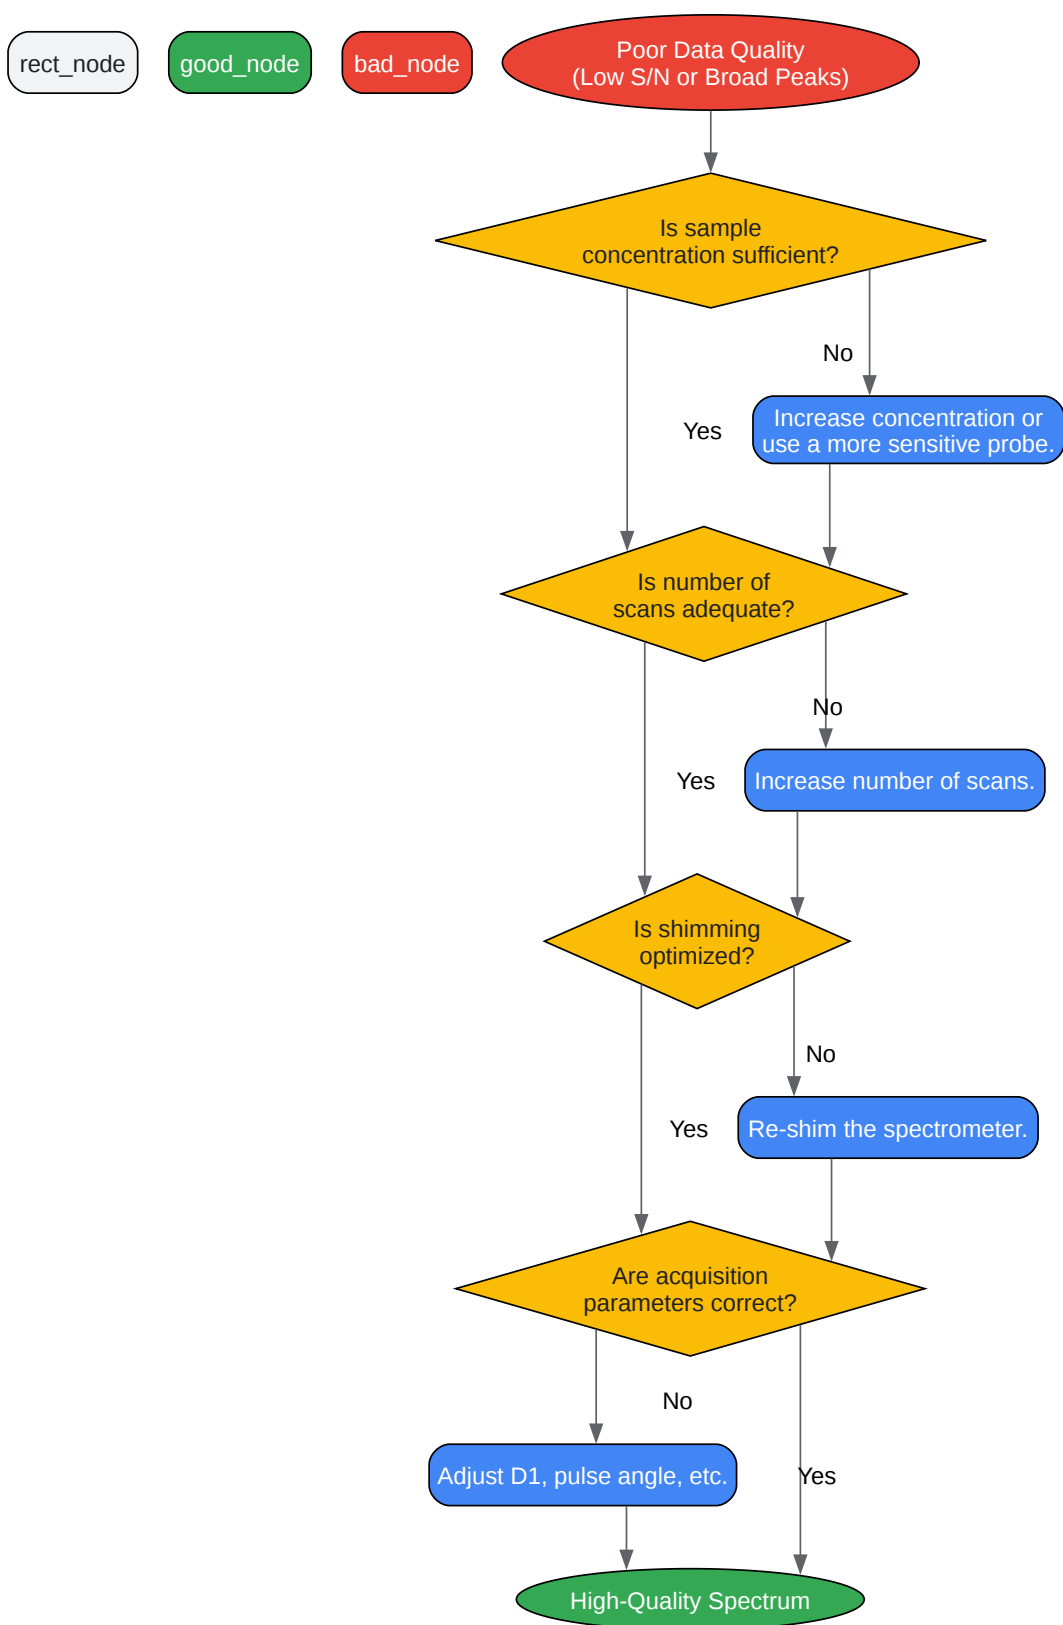 rect_node
good_node
bad_node
Poor Data Quality
(Low S/N or Broad Peaks)
Is sample
concentration sufficient?
No
Yes
Increase concentration or
use a more sensitive probe.
Is number of
scans adequate?
No
Yes
Increase number of scans.
Is shimming
optimized?
No
Yes
Re-shim the spectrometer.
Are acquisition
parameters correct?
No
Adjust D1, pulse angle, etc.
Yes
High-Quality Spectrum